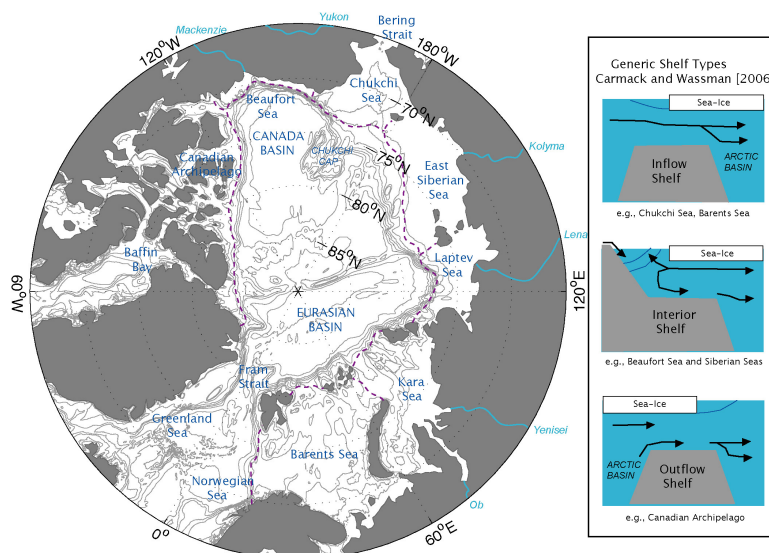 Yukon
Bering
Strait
Mackenzie
120°W
180°W
Chukchi
Sea
Beaufort
Sea
70°N
CANADA
BASIN
CHUKCHI
CAP
75°N
Kolyma
Canadian
Archipelago
East
Siberian
Sea
80°N
Lena
Baffin
Bay
85°N
Laptev
Sea
60°W
120°E
EURASIAN
BASIN
Fram
Strait
Kara
Sea
Greenland
Sea
Yenisei
Barents Sea
Norwegian
Sea
Ob
0°
60°E
Generic Shelf Types
Carmack and Wassman [2006
Sea-Ice
ARCTIC
BASIN
Inflow
Shelf
e.g., Chukchi Sea, Barents Sea
Sea-Ice
Interior
Shelf
e.g., Beaufort Sea and Siberian Seas
Sea-Ice
ARCTIC
BASIN
Outflow
Shelf
e.g., Canadian Archipelago